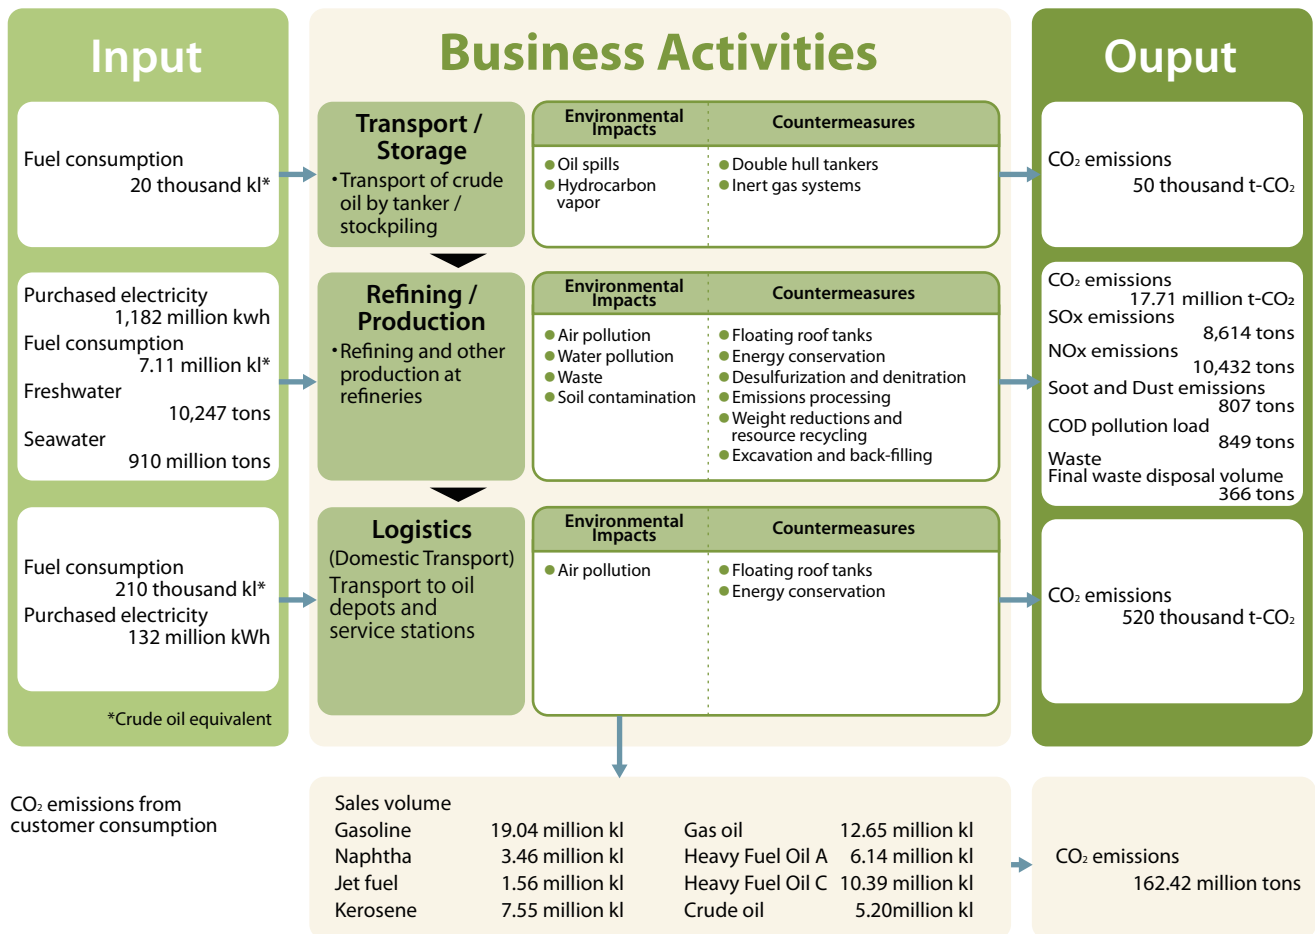 Input
Business Activities
Ouput
Fuel consumption
20 thousand kl*
Transport /
Storage
・Transport of crude
oil by tanker /
stockpiling
Environmental
Impacts
Countermeasures
● Oil spills
● Hydrocarbon
vapor
● Double hull tankers
● Inert gas systems
CO₂ emissions
50 thousand t-CO₂
Purchased electricity
1,182 million kwh
Fuel consumption
7.11 million kl*
Freshwater
10,247 tons
Seawater
910 million tons
Refining /
Production
・Refining and other
production at
refineries
Environmental
Impacts
Countermeasures
● Air pollution
● Water pollution
● Waste
● Soil contamination
● Floating roof tanks
● Energy conservation
● Desulfurization and denitration
● Emissions processing
● Weight reductions and
resource recycling
● Excavation and back-filling
CO₂ emissions
17.71 million t-CO₂
SOx emissions
8,614 tons
NOx emissions
10,432 tons
Soot and Dust emissions
807 tons
COD pollution load
849 tons
Waste
Final waste disposal volume
366 tons
Fuel consumption
210 thousand kl*
Purchased electricity
132 million kWh
*Crude oil equivalent
Logistics
(Domestic Transport)
Transport to oil
depots and
service stations
Environmental
Impacts
Countermeasures
● Air pollution
● Floating roof tanks
● Energy conservation
CO₂ emissions
520 thousand t-CO₂
CO₂ emissions from
customer consumption
Sales volume
Gasoline 19.04 million kl
Naphtha 3.46 million kl
Jet fuel 1.56 million kl
Kerosene 7.55 million kl
Gas oil 12.65 million kl
Heavy Fuel Oil A 6.14 million kl
Heavy Fuel Oil C 10.39 million kl
Crude oil 5.20million kl
CO₂ emissions
162.42 million tons